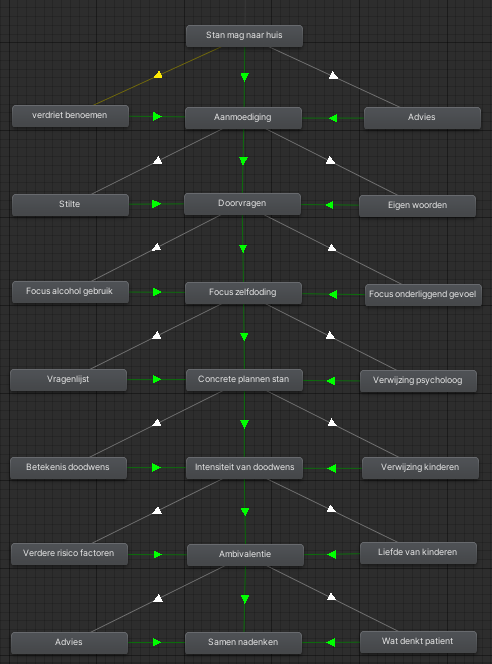 Stan mag naar huis
verdriet benoemen
Aanmoediging
Advies
Stilte
Doorvragen
Eigen woorden
Focus alcohol gebruik
Focus zelfdoding
Focus onderliggend gevoel
Vragenlijst
Concrete plannen stan
Verwijzing psycholoog
Betekenis doodwens
Intensiteit van doodwens
Verwijzing kinderen
Verdere risico factoren
Ambivalentie
Liefde van kinderen
Advies
Samen nadenken
Wat denkt patient